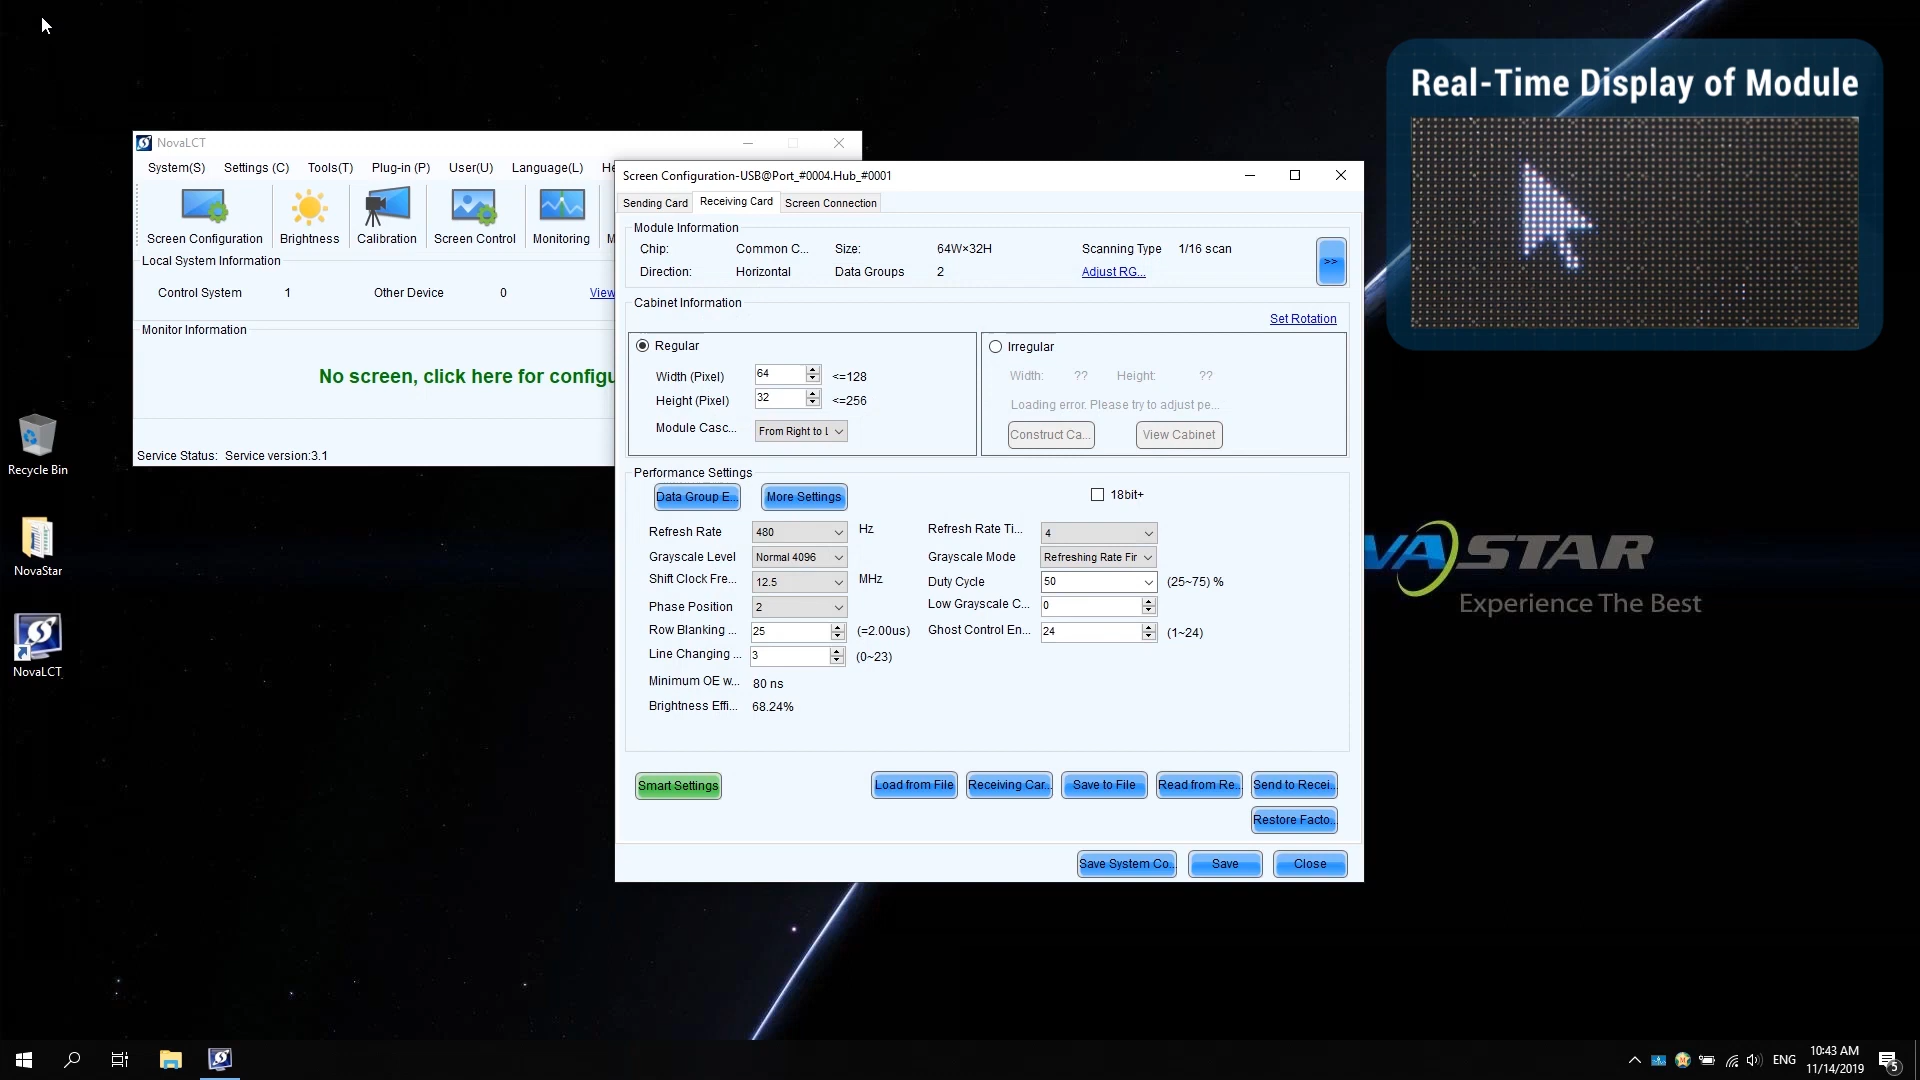 Real-Time Display of Module
NovaLCT
System(S) Settings (C) Tools(T) Plug-in (P) User(U) Language(L) He
Screen Configuration Brightness Calibration Screen Control Monitoring M
Local System Information
Control System 1 Other Device 0 View
Monitor Information
No screen, click here for configu
Service Status: Service version:3.1
Recycle Bin
NovaStar
NovaLCT
Screen Configuration-USB@Port_#0004.Hub_#0001
Sending Card Receiving Card Screen Connection
Module Information
Chip: Common C... Size: 64W×32H Scanning Type 1/16 scan
Direction: Horizontal Data Groups 2 Adjust RG...
>>
Cabinet Information
Set Rotation
Regular
Width (Pixel) 64 <=128
Height (Pixel) 32 <=256
Module Casc... From Right to L
Irregular
Width: ?? Height: ??
Loading error. Please try to adjust pe...
Construct Ca... View Cabinet
Performance Settings
Data Group E... More Settings 18bit+
Refresh Rate 480 Hz Refresh Rate Ti... 4
Grayscale Level Normal 4096 Grayscale Mode Refreshing Rate Fir
Shift Clock Fre... 12.5 MHz Duty Cycle 50 (25~75) %
Phase Position 2 Low Grayscale C... 0
Row Blanking ... 25 (=2.00us) Ghost Control En... 24 (1~24)
Line Changing ... 3 (0~23)
Minimum OE w... 80 ns
Brightness Effi... 68.24%
Smart Settings Load from File Receiving Car... Save to File Read from Re... Send to Recei...
Restore Facto...
Save System Co... Save Close
VASTAR
Experience The Best
ENG
10:43 AM
11/14/2019
5